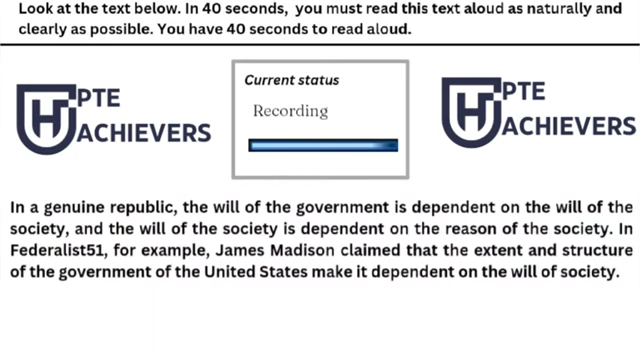 Look at the text below. In 40 seconds, you must read this text aloud as naturally and
clearly as possible. You have 40 seconds to read aloud.
PTE
ACHIEVERS
Current status
Recording
PTE
ACHIEVERS
In a genuine republic, the will of the government is dependent on the will of the
society, and the will of the society is dependent on the reason of the society. In
Federalist51, for example, James Madison claimed that the extent and structure
of the government of the United States make it dependent on the will of society.